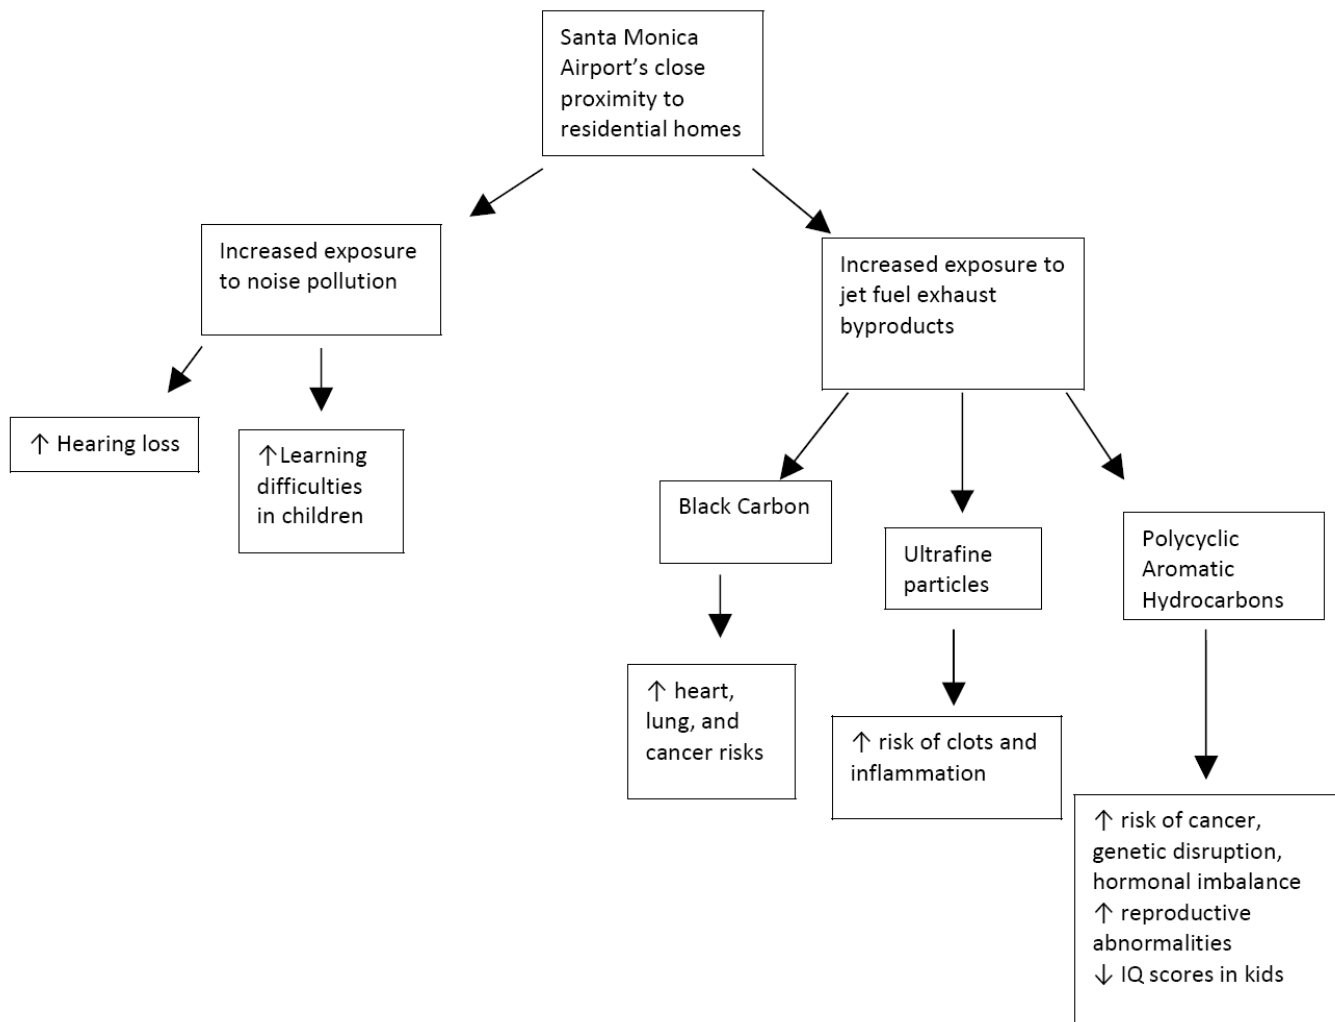 Santa Monica
Airport’s close
proximity to
residential homes
Increased exposure
to noise pollution
Increased exposure to
jet fuel exhaust
byproducts
↑ Hearing loss
↑Learning
difficulties
in children
Black Carbon
Ultrafine
particles
Polycyclic
Aromatic
Hydrocarbons
↑ heart,
lung, and
cancer risks
↑ risk of clots and
inflammation
↑ risk of cancer,
genetic disruption,
hormonal imbalance
↑ reproductive
abnormalities
↓ IQ scores in kids